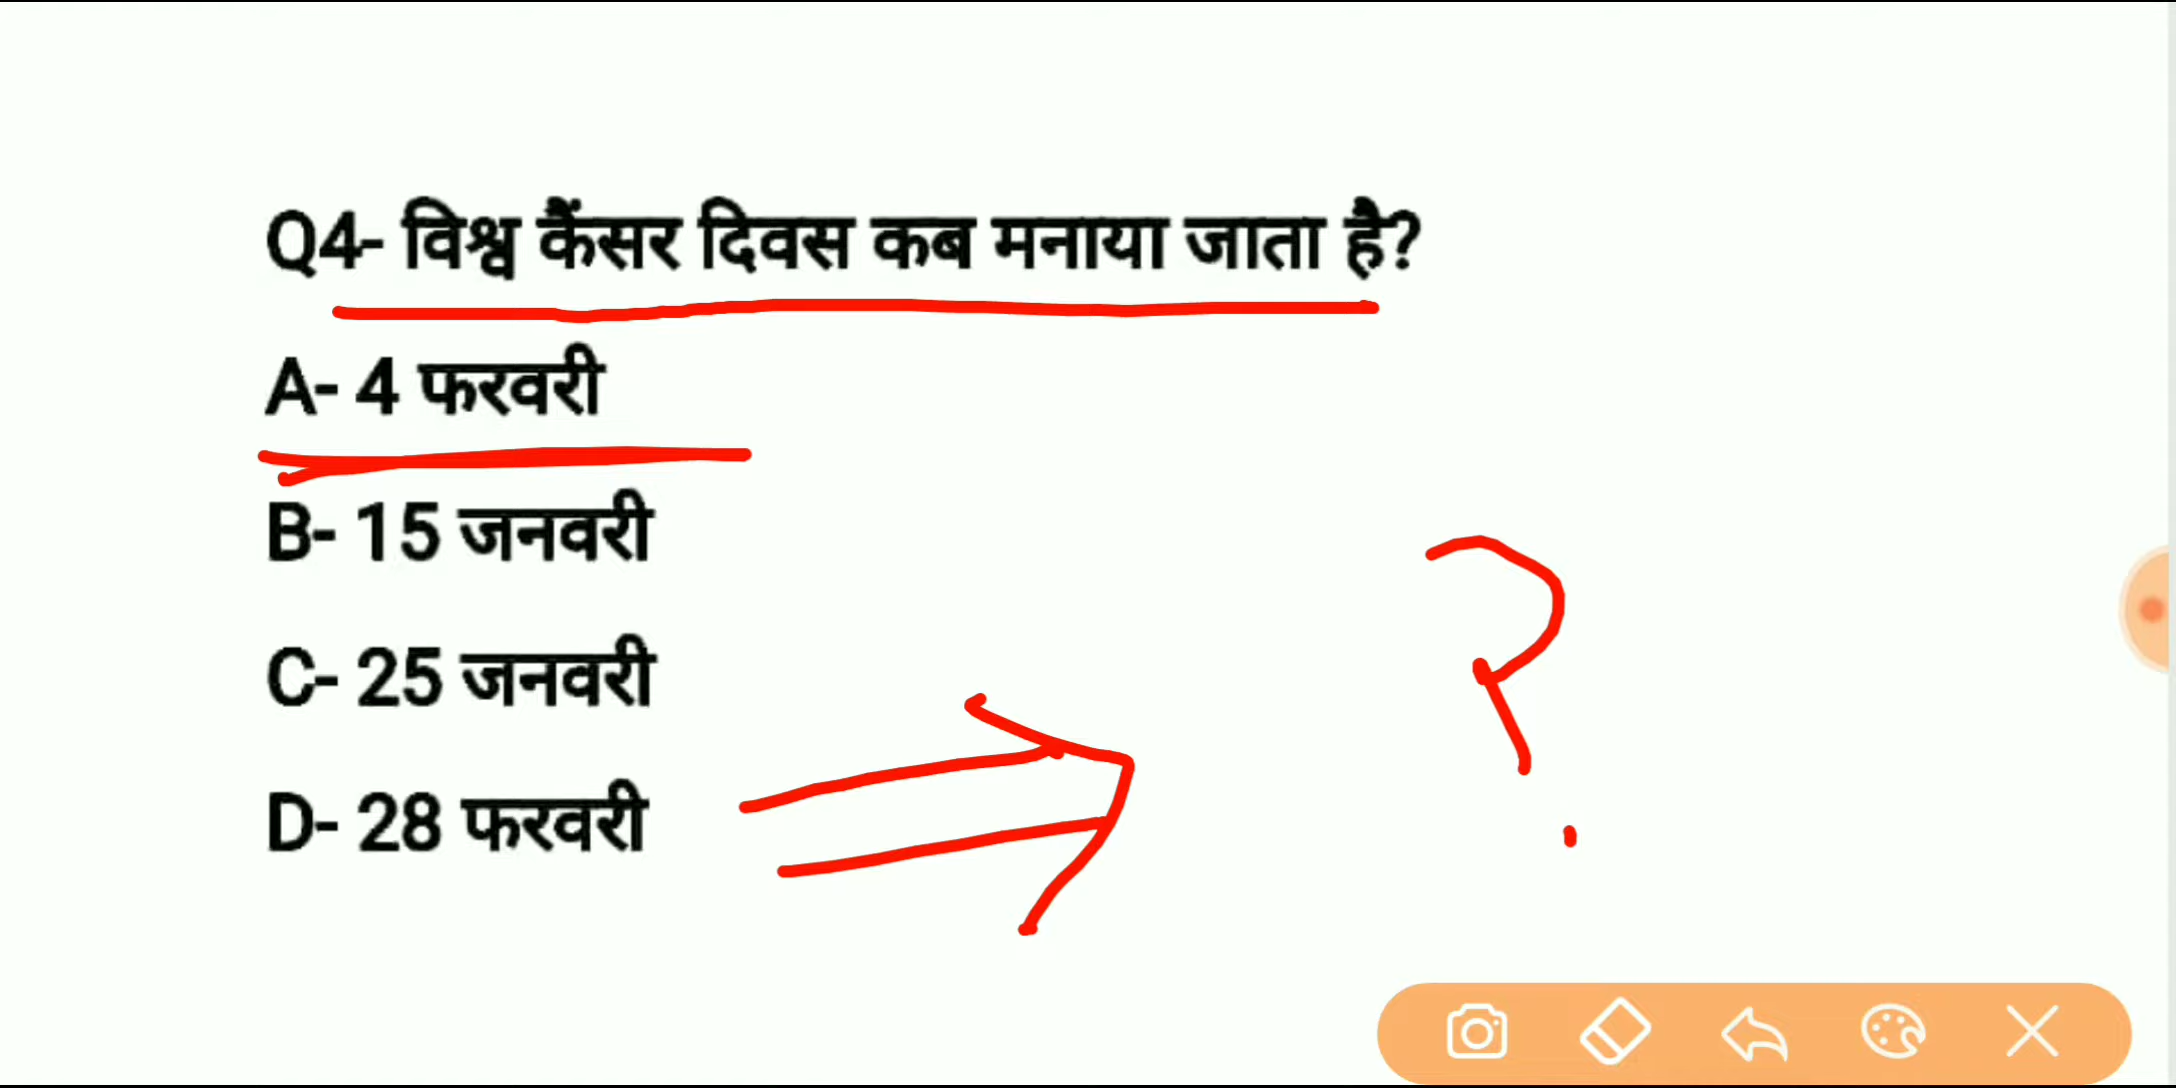 Q4- विश्व कैंसर दिवस कब मनाया जाता है?
A- 4 फरवरी
B- 15 जनवरी
C- 25 जनवरी
D- 28 फरवरी
?